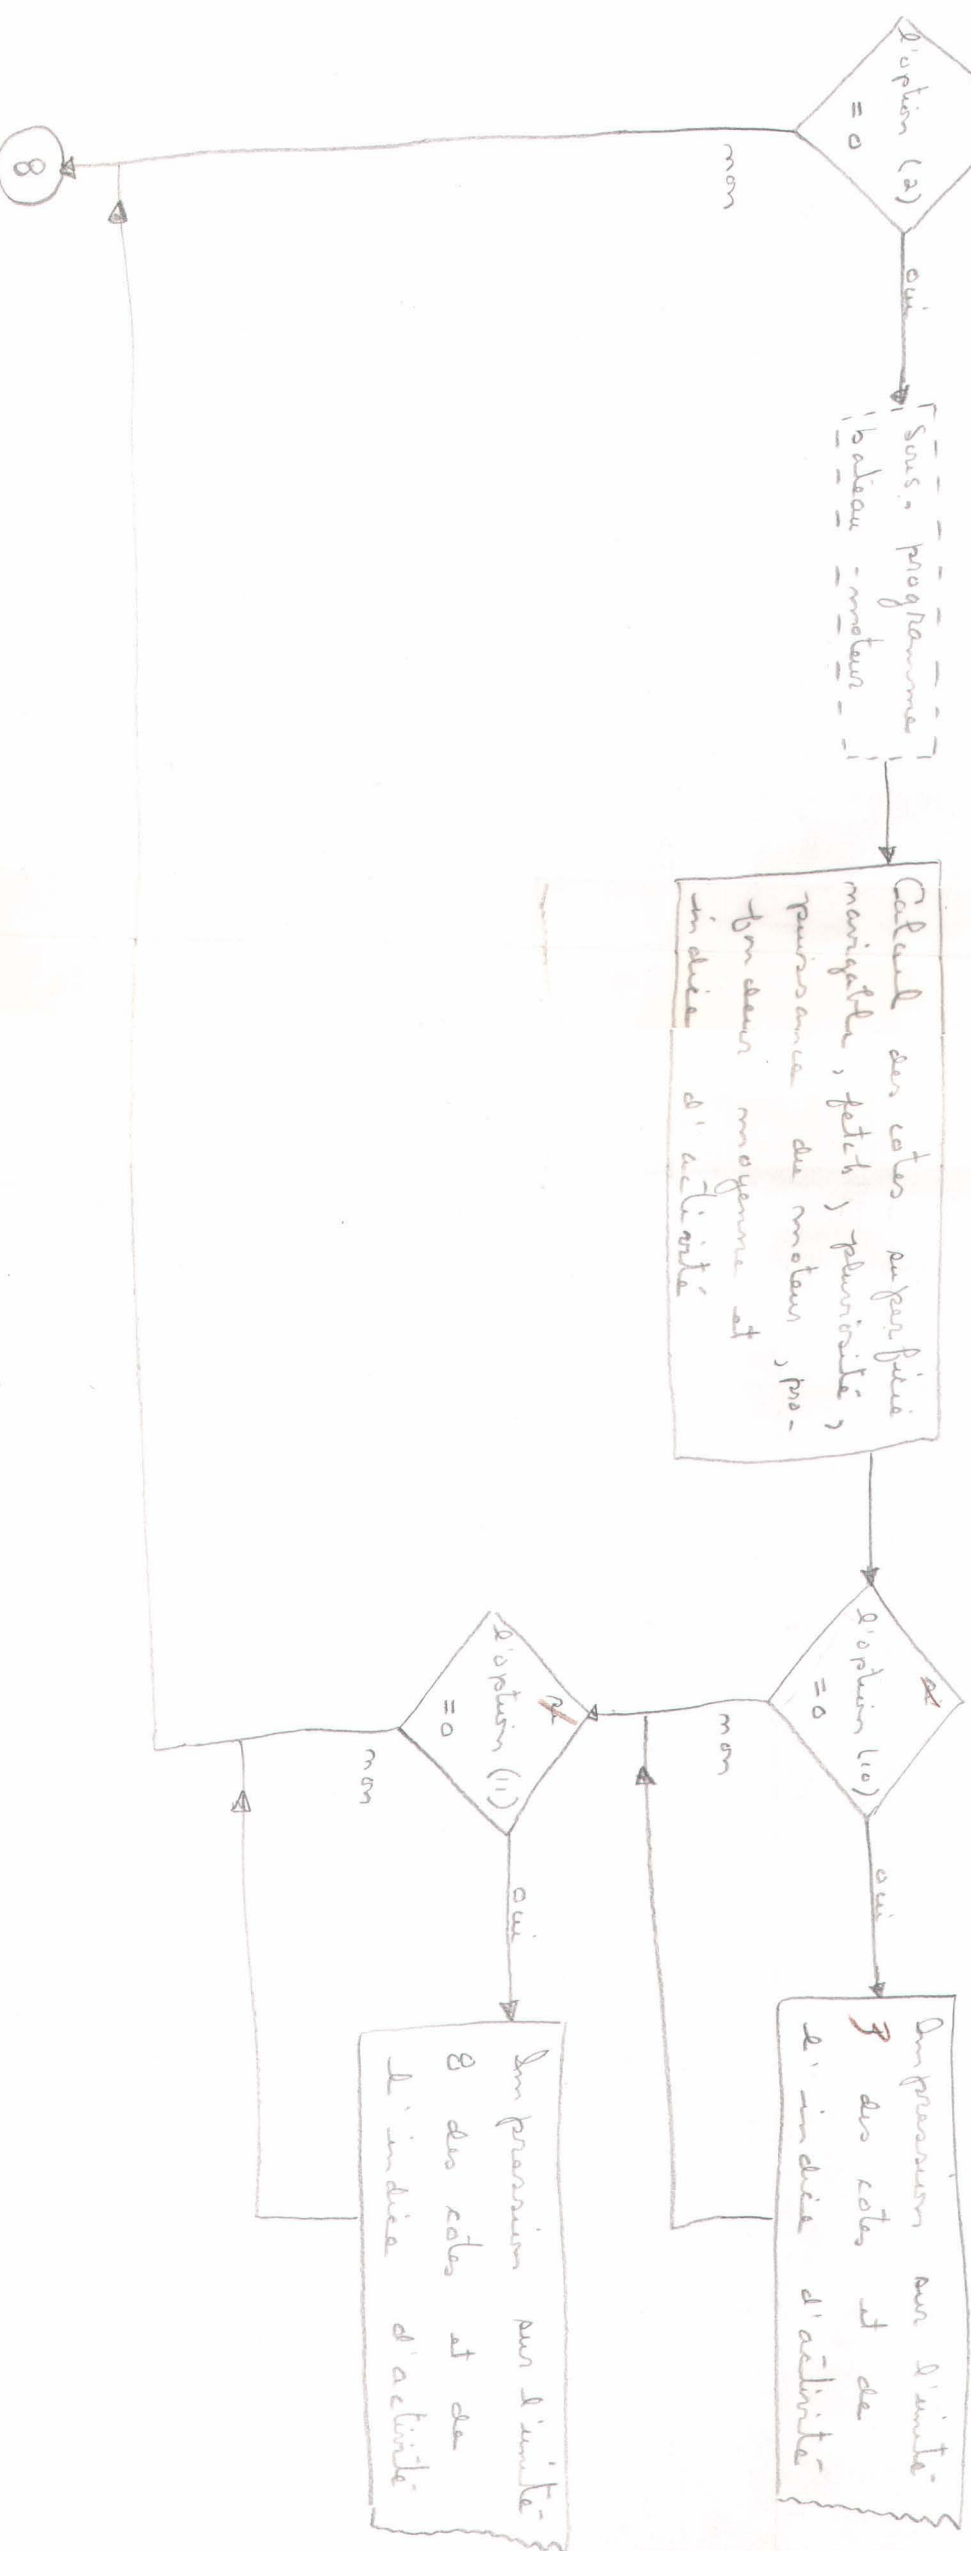 l'option (2)
= 0
oui
non
sous-programme
bateau-moteur
Calcul des cotes superficie
navigable, fetch, pluviosité,
puissance du moteur, pro-
fondeur moyenne et
indice d'activité
l'option (10)
= 0
oui
non
Impression sur l'unité
7 des cotes et de
l'indice d'activité
l'option (11)
= 0
oui
non
Impression sur l'unité
8 des cotes et de
l'indice d'activité
8